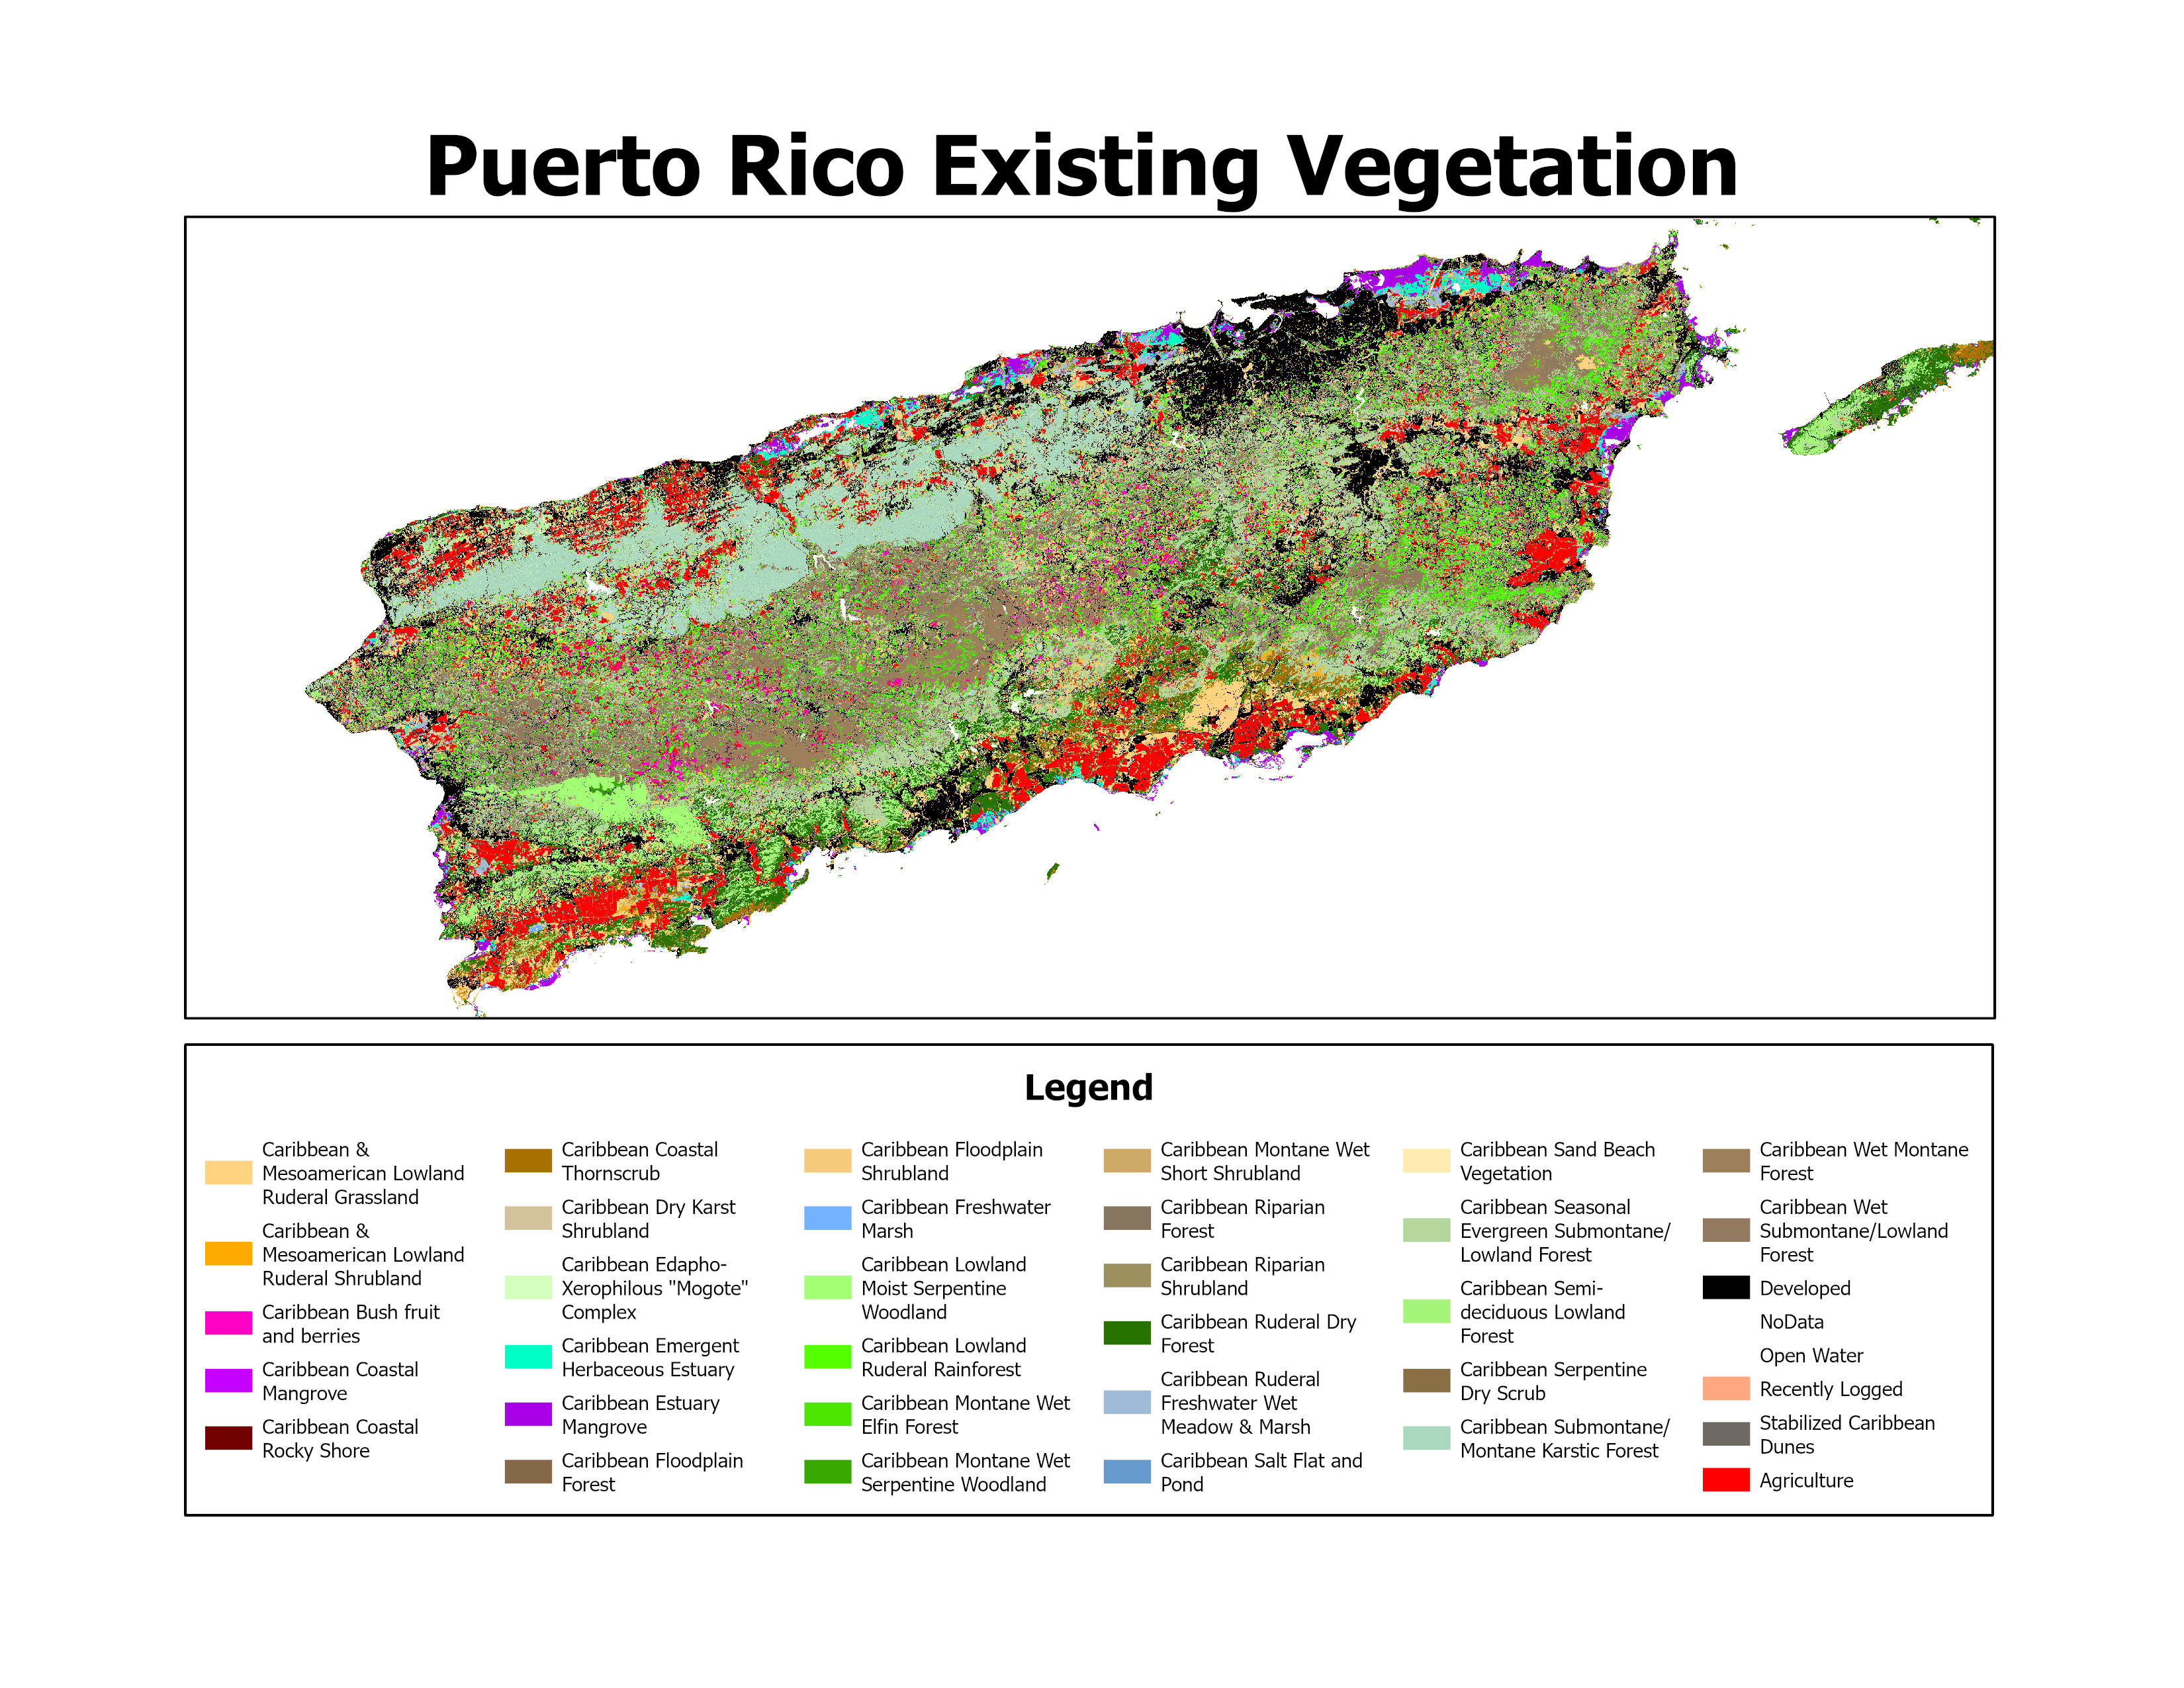 Puerto Rico Existing Vegetation
Legend
Caribbean &
Mesoamerican Lowland
Ruderal Grassland
Caribbean &
Mesoamerican Lowland
Ruderal Shrubland
Caribbean Bush fruit
and berries
Caribbean Coastal
Mangrove
Caribbean Coastal
Rocky Shore
Caribbean Coastal
Thornscrub
Caribbean Dry Karst
Shrubland
Caribbean Edapho-
Xerophilous "Mogote"
Complex
Caribbean Emergent
Herbaceous Estuary
Caribbean Estuary
Mangrove
Caribbean Floodplain
Forest
Caribbean Floodplain
Shrubland
Caribbean Freshwater
Marsh
Caribbean Lowland
Moist Serpentine
Woodland
Caribbean Lowland
Ruderal Rainforest
Caribbean Montane Wet
Elfin Forest
Caribbean Montane Wet
Serpentine Woodland
Caribbean Montane Wet
Short Shrubland
Caribbean Riparian
Forest
Caribbean Riparian
Shrubland
Caribbean Ruderal Dry
Forest
Caribbean Ruderal
Freshwater Wet
Meadow & Marsh
Caribbean Salt Flat and
Pond
Caribbean Sand Beach
Vegetation
Caribbean Seasonal
Evergreen Submontane/
Lowland Forest
Caribbean Semi-
deciduous Lowland
Forest
Caribbean Serpentine
Dry Scrub
Caribbean Submontane/
Montane Karstic Forest
Caribbean Wet Montane
Forest
Caribbean Wet
Submontane/Lowland
Forest
Developed
NoData
Open Water
Recently Logged
Stabilized Caribbean
Dunes
Agriculture